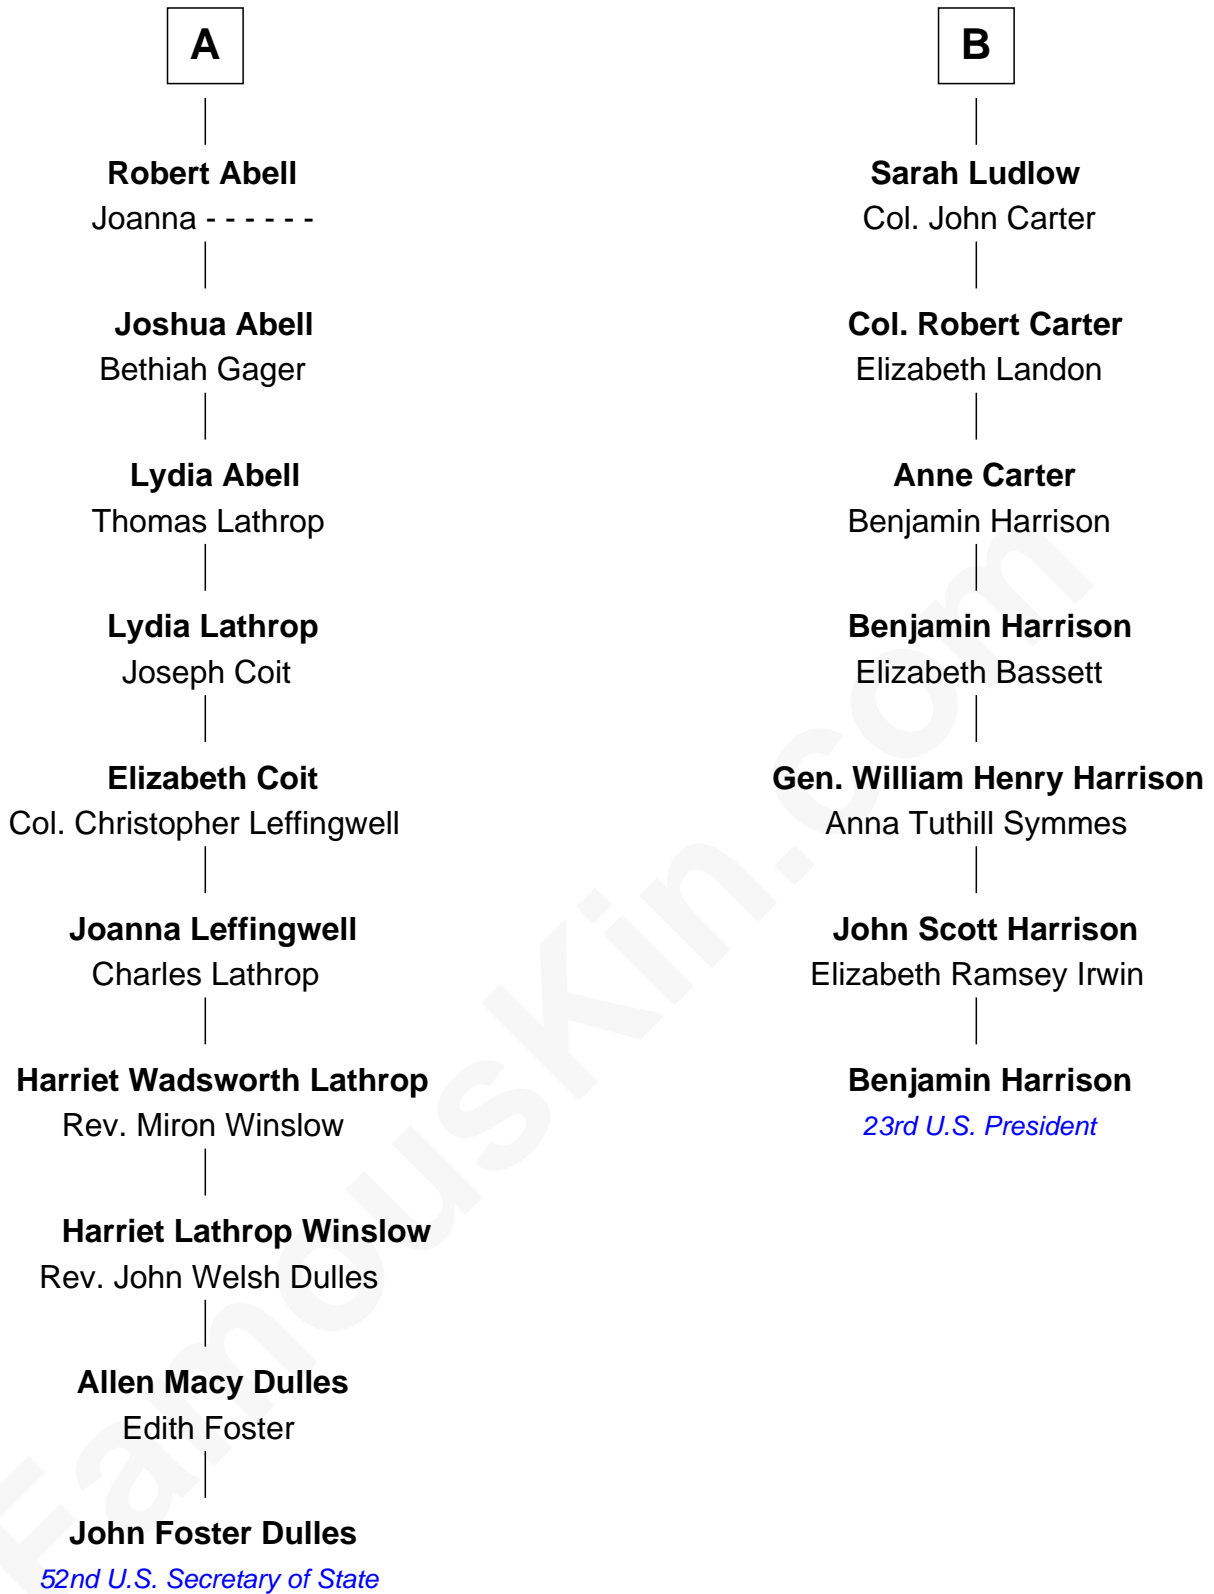 A
Robert Abell
Joanna - - - - - -
Joshua Abell
Bethiah Gager
Lydia Abell
Thomas Lathrop
Lydia Lathrop
Joseph Coit
Elizabeth Coit
Col. Christopher Leffingwell
Joanna Leffingwell
Charles Lathrop
Harriet Wadsworth Lathrop
Rev. Miron Winslow
Harriet Lathrop Winslow
Rev. John Welsh Dulles
Allen Macy Dulles
Edith Foster
John Foster Dulles
52nd U.S. Secretary of State
B
Sarah Ludlow
Col. John Carter
Col. Robert Carter
Elizabeth Landon
Anne Carter
Benjamin Harrison
Benjamin Harrison
Elizabeth Bassett
Gen. William Henry Harrison
Anna Tuthill Symmes
John Scott Harrison
Elizabeth Ramsey Irwin
Benjamin Harrison
23rd U.S. President
FamousKin.com